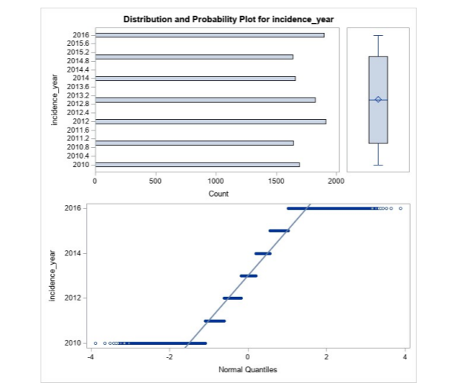 Distribution and Probability Plot for incidence_year
2016
2015.6
2015.2
2014.8
2014.4
2014
2013.6
2013.2
2012.8
2012.4
2012
2011.6
2011.2
2010.8
2010.4
2010
incidence_year
0 500 1000 1500 2000
Count
2016
2014
2012
2010
incidence_year
-4 -2 0 2 4
Normal Quantiles